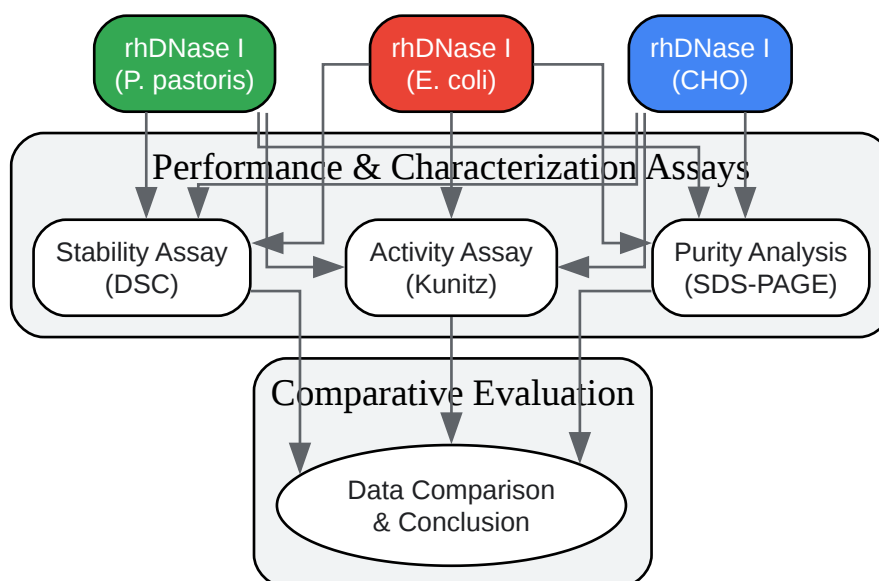 rhDNase I
(P. pastoris)
rhDNase I
(E. coli)
rhDNase I
(CHO)
Performance & Characterization Assays
Stability Assay
(DSC)
Activity Assay
(Kunitz)
Purity Analysis
(SDS-PAGE)
Comparative Evaluation
Data Comparison
& Conclusion